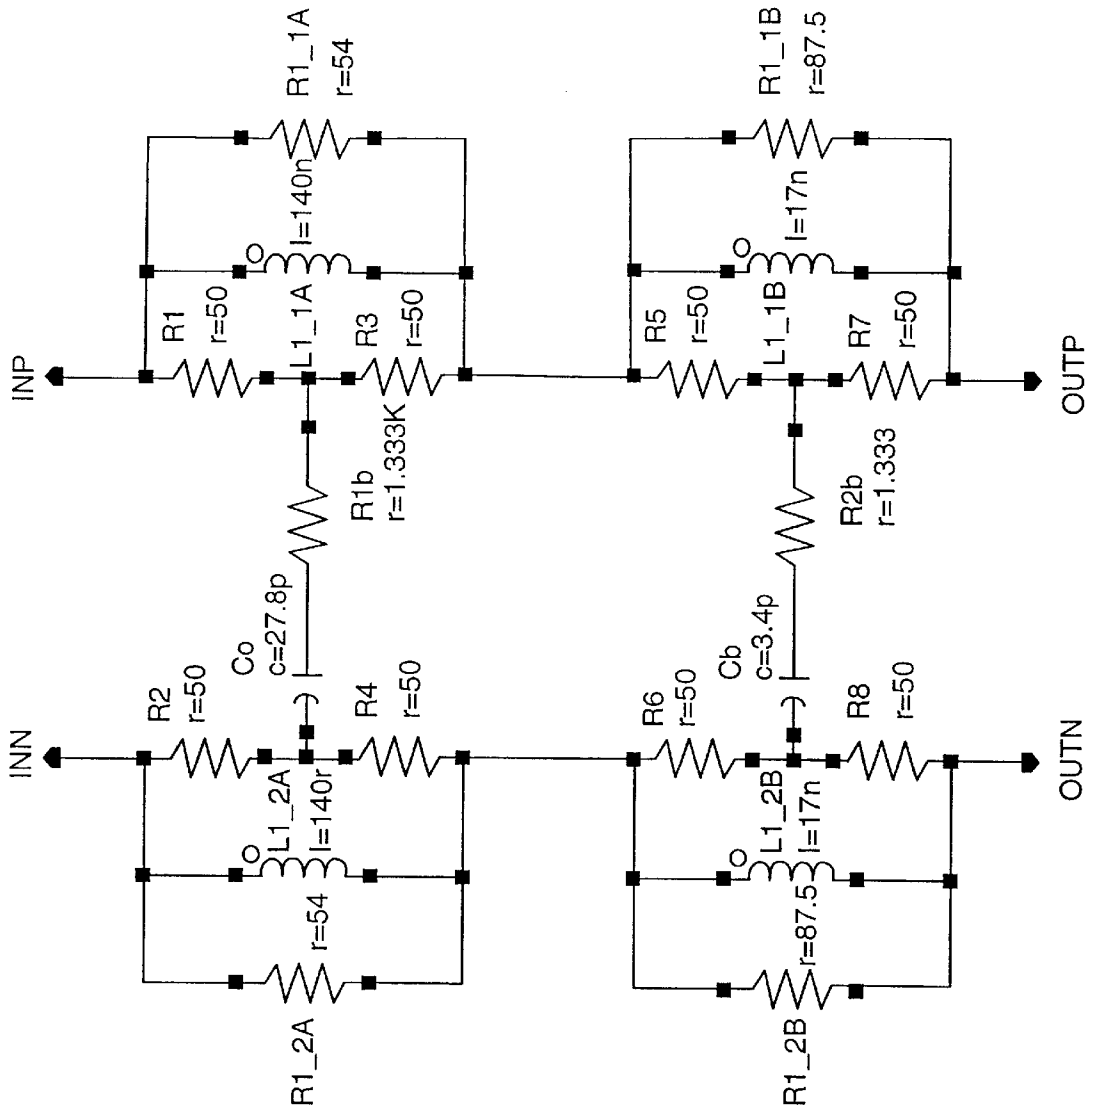 INP
R1_1A
r=54
R1
r=50
l=140n
L1_1A
R3
r=50
R1b
r=1.333K
INN
R2
r=50
Co
c=27.8p
R4
r=50
L1_2A
l=140r
r=54
R1_2A
R1_1B
r=87.5
R5
r=50
l=17n
L1_1B
R7
r=50
OUTP
R2b
r=1.333
R6
r=50
Cb
c=3.4p
R8
r=50
OUTN
L1_2B
l=17n
r=87.5
R1_2B